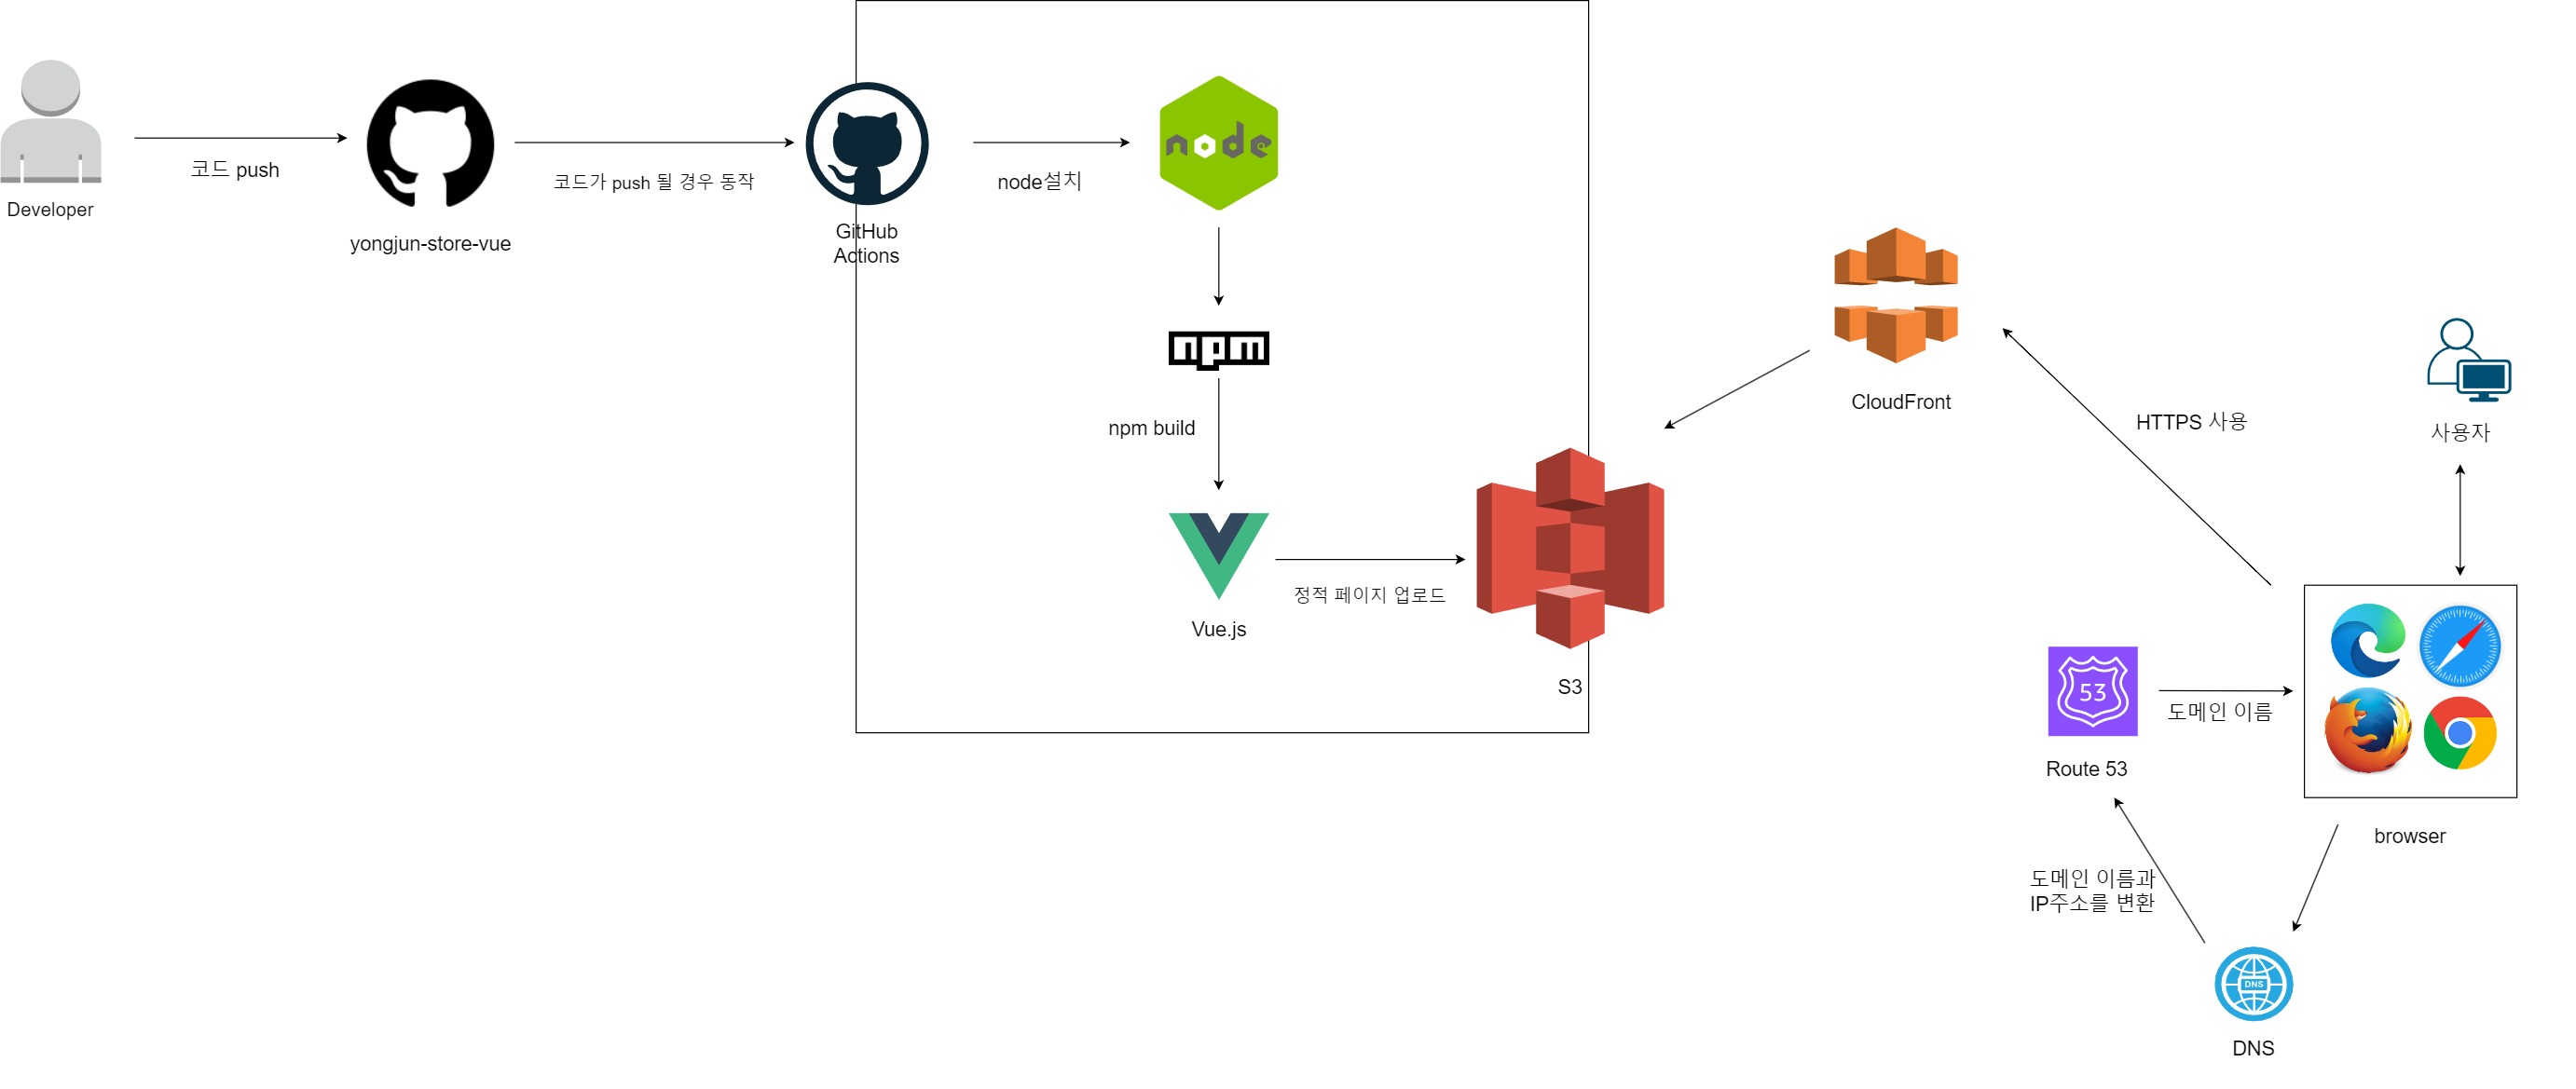 Developer
코드 push
yongjun-store-vue
코드가 push 될 경우 동작
GitHub
Actions
node설치
node
npm
npm build
Vue.js
정적 페이지 업로드
S3
CloudFront
HTTPS 사용
사용자
53
Route 53
도메인 이름
browser
도메인 이름과
IP주소를 변환
DNS
DNS